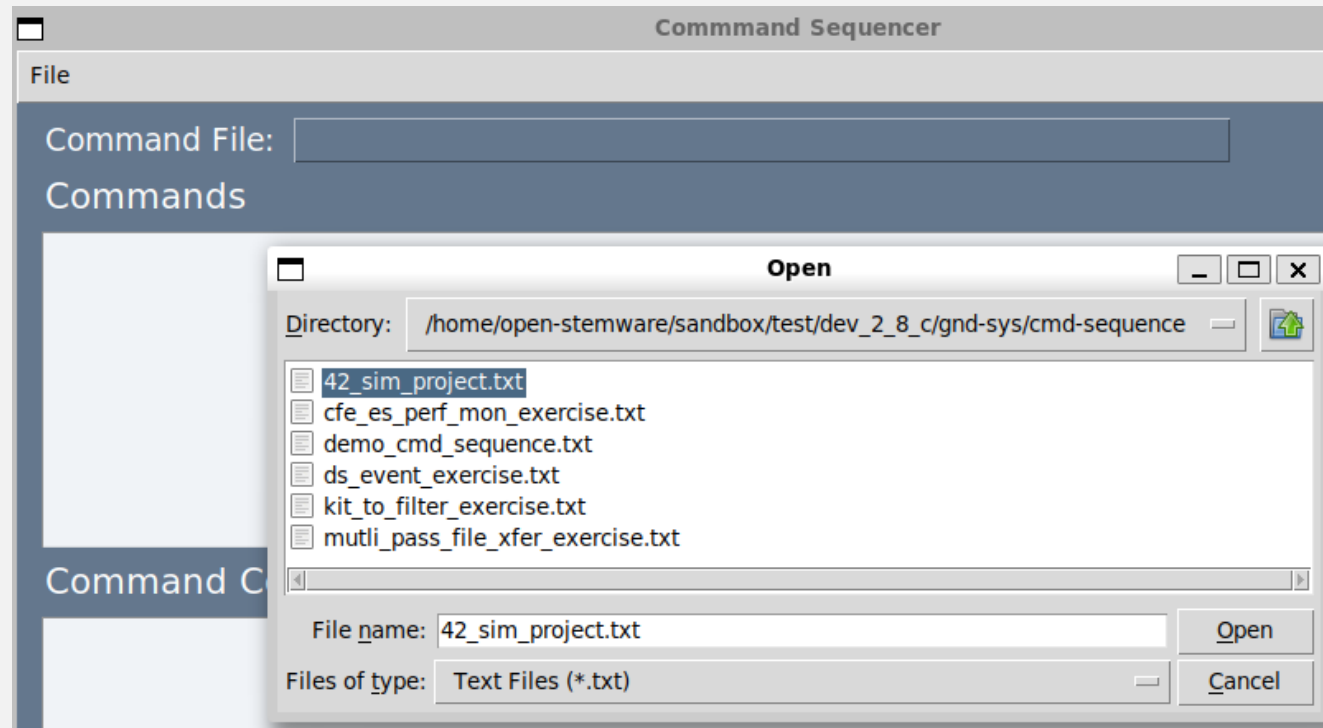 Commmand Sequencer
File
Command File:
Commands
Open
Directory: /home/open-stemware/sandbox/test/dev_2_8_c/gnd-sys/cmd-sequence
42_sim_project.txt
cfe_es_perf_mon_exercise.txt
demo_cmd_sequence.txt
ds_event_exercise.txt
kit_to_filter_exercise.txt
mutli_pass_file_xfer_exercise.txt
Command
File name: 42_sim_project.txt Open
Files of type: Text Files (*.txt) Cancel